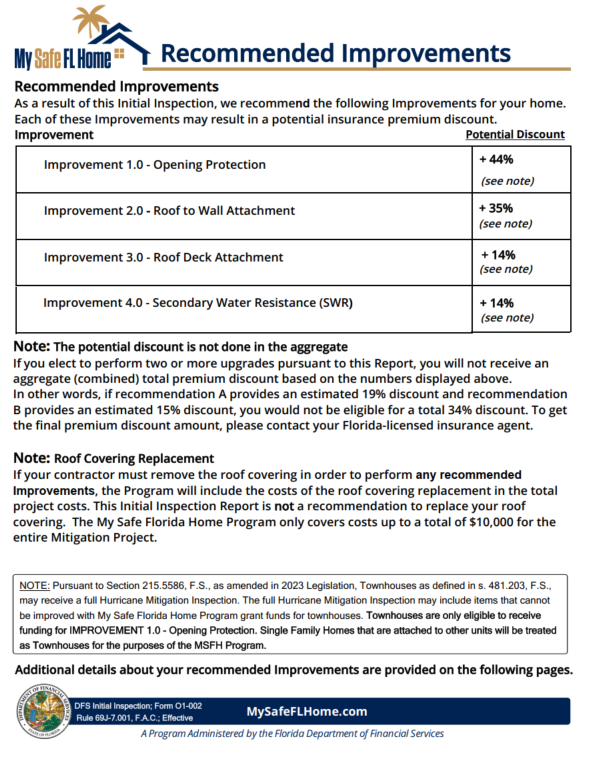 My Safe FL Home
Recommended Improvements
Recommended Improvements
As a result of this Initial Inspection, we recommend the following Improvements for your home.
Each of these Improvements may result in a potential insurance premium discount.
Improvement Potential Discount
Improvement 1.0 - Opening Protection + 44%
(see note)
Improvement 2.0 - Roof to Wall Attachment + 35%
(see note)
Improvement 3.0 - Roof Deck Attachment + 14%
(see note)
Improvement 4.0 - Secondary Water Resistance (SWR) + 14%
(see note)
Note: The potential discount is not done in the aggregate
If you elect to perform two or more upgrades pursuant to this Report, you will not receive an
aggregate (combined) total premium discount based on the numbers displayed above.
In other words, if recommendation A provides an estimated 19% discount and recommendation
B provides an estimated 15% discount, you would not be eligible for a total 34% discount. To get
the final premium discount amount, please contact your Florida-licensed insurance agent.
Note: Roof Covering Replacement
If your contractor must remove the roof covering in order to perform any recommended
Improvements, the Program will include the costs of the roof covering replacement in the total
project costs. This Initial Inspection Report is not a recommendation to replace your roof
covering. The My Safe Florida Home Program only covers costs up to a total of $10,000 for the
entire Mitigation Project.
NOTE: Pursuant to Section 215.5586, F.S., as amended in 2023 Legislation, Townhouses as defined in s. 481.203, F.S.,
may receive a full Hurricane Mitigation Inspection. The full Hurricane Mitigation Inspection may include items that cannot
be improved with My Safe Florida Home Program grant funds for townhouses. Townhouses are only eligible to receive
funding for IMPROVEMENT 1.0 - Opening Protection. Single Family Homes that are attached to other units will be treated
as Townhouses for the purposes of the MSFH Program.
Additional details about your recommended Improvements are provided on the following pages.
DEPARTMENT OF FINANCIAL SERVICES
STATE OF FLORIDA
DFS Initial Inspection; Form O1-002
Rule 69J-7.001, F.A.C.; Effective
MySafeFLHome.com
A Program Administered by the Florida Department of Financial Services